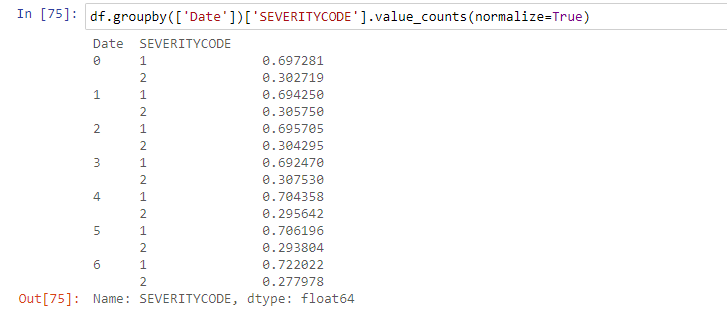 In [75]: df.groupby(['Date'])['SEVERITYCODE'].value_counts(normalize=True)
Date SEVERITYCODE
0 1 0.697281
2 0.302719
1 1 0.694250
2 0.305750
2 1 0.695705
2 0.304295
3 1 0.692470
2 0.307530
4 1 0.704358
2 0.295642
5 1 0.706196
2 0.293804
6 1 0.722022
2 0.277978
Out[75]: Name: SEVERITYCODE, dtype: float64